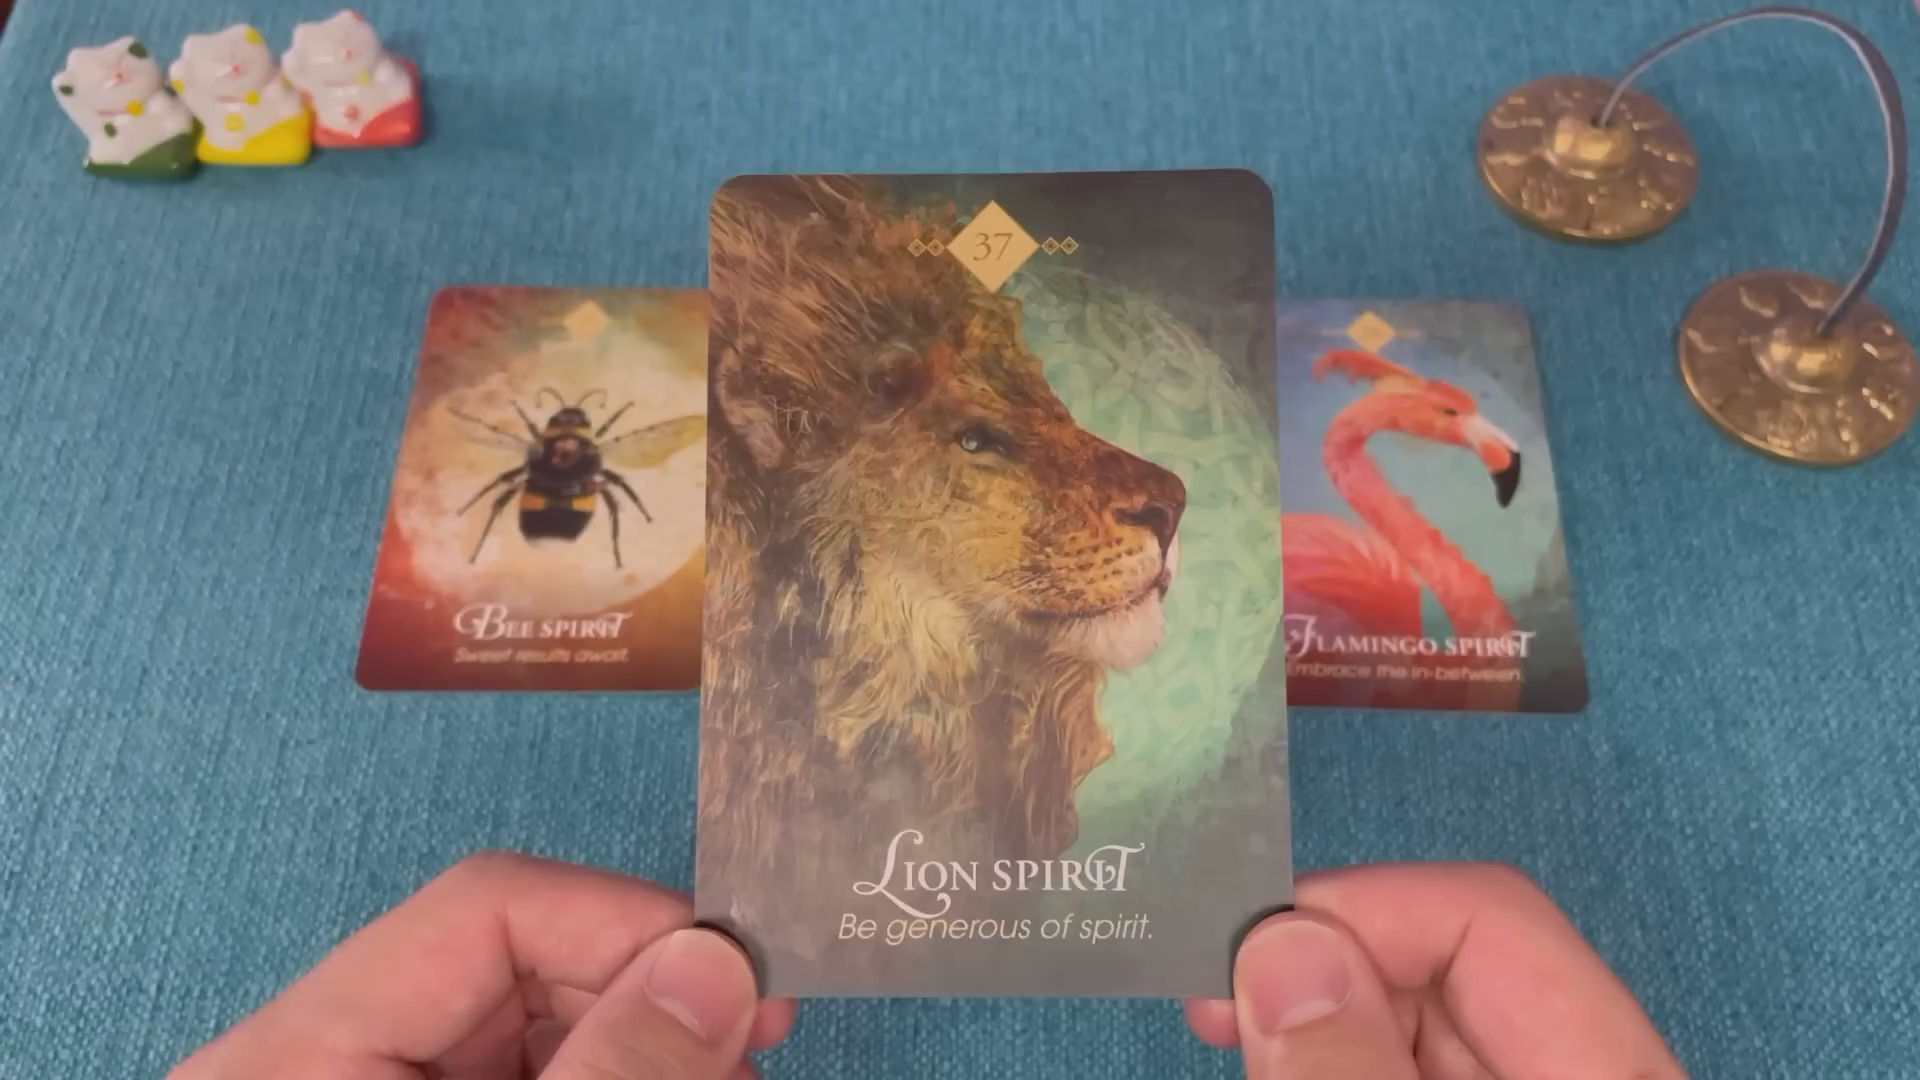 37
LION SPIRIT
Be generous of spirit.
BEE SPIRIT
Sweet results await.
FLAMINGO SPIRIT
Embrace the in-between.